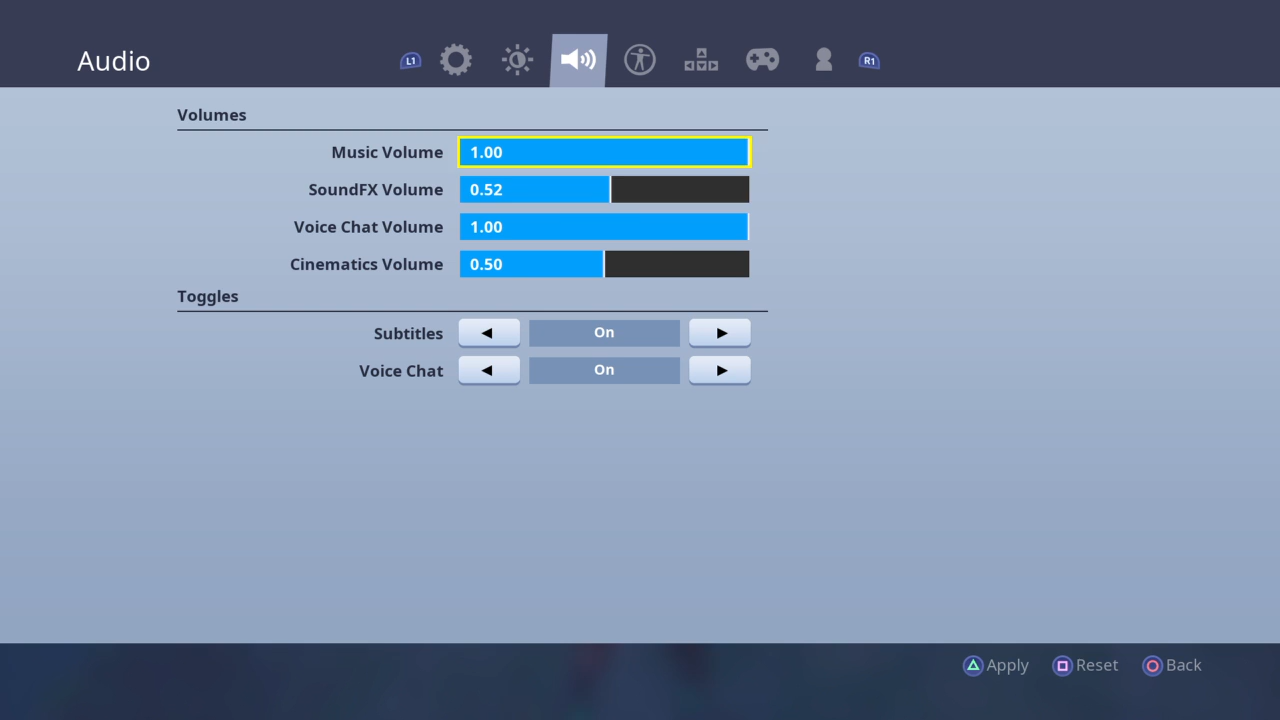 Audio
L1
R1
Volumes
Music Volume 1.00
SoundFX Volume 0.52
Voice Chat Volume 1.00
Cinematics Volume 0.50
Toggles
Subtitles On
Voice Chat On
Apply Reset Back